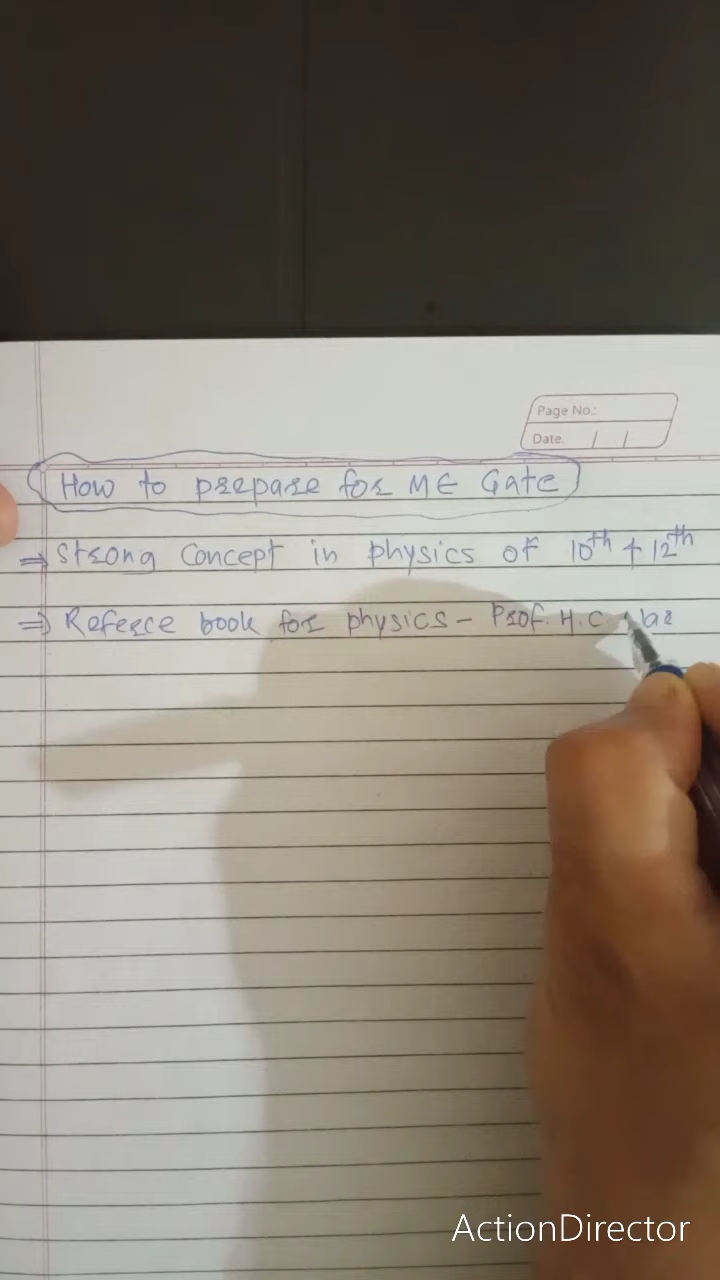 Page No.:
Date. / /
How to prepare for ME Gate
⇒ Strong Concept in physics of 10th + 12th
⇒ Referce book for physics - Prof. H.C.
ActionDirector